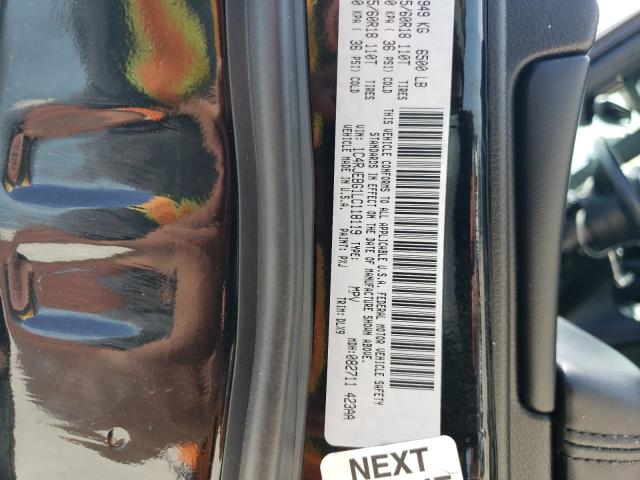 949 KG 6500 LB
5/60R18 110T TIRES
0 KPA ( 36 PSI) COLD
5/60R18 110T TIRES
0 KPA ( 36 PSI) COLD
THIS VEHICLE CONFORMS TO ALL APPLICABLE U.S.A. FEDERAL MOTOR VEHICLE SAFETY
STANDARDS IN EFFECT ON THE DATE OF MANUFACTURE SHOWN ABOVE.
VIN: 1C4RJEBG1LC118119 TYPE: MPV MDH:082711 423AA
VEHICLE MADE IN U.S.A. PAINT: PXJ TRIM: DLX9
NEXT